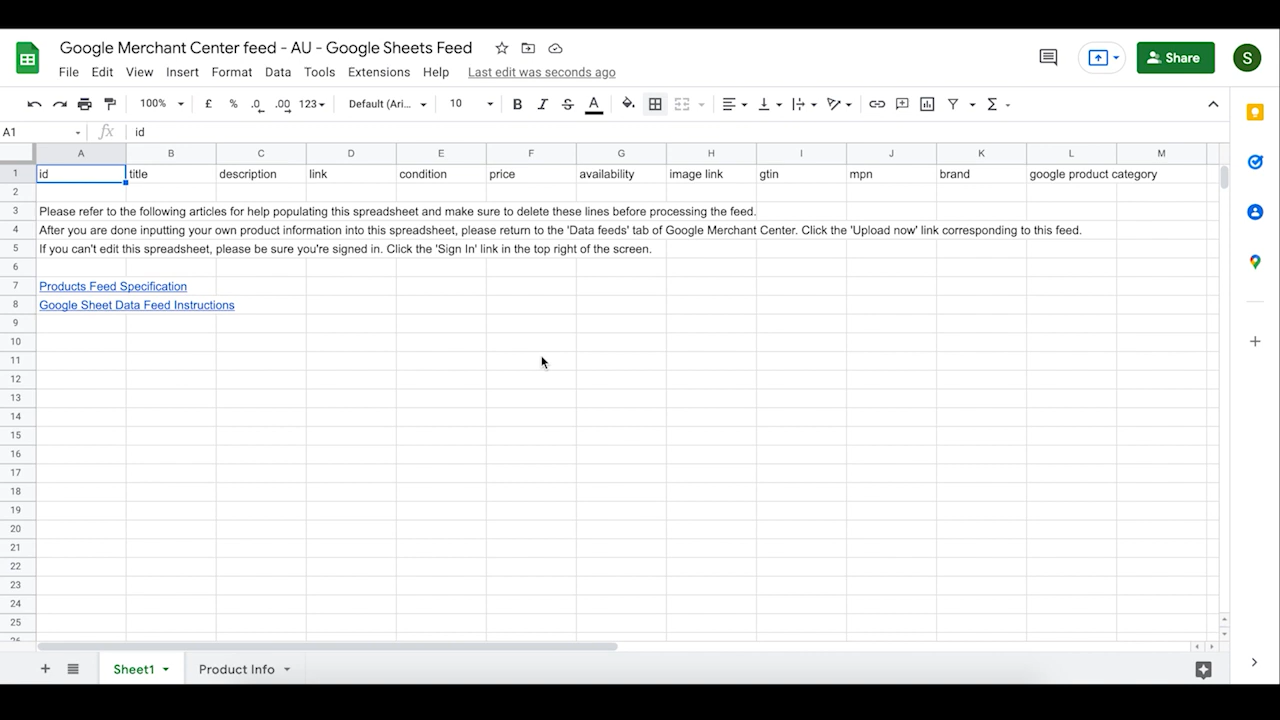 Google Merchant Center feed - AU - Google Sheets Feed
File Edit View Insert Format Data Tools Extensions Help Last edit was seconds ago
Share S
100% £ % .0 .00 123 Default (Ari... 10 B I S A
A1 fx id
A B C D E F G H I J K L M
1 id title description link condition price availability image link gtin mpn brand google product category
2
3 Please refer to the following articles for help populating this spreadsheet and make sure to delete these lines before processing the feed.
4 After you are done inputting your own product information into this spreadsheet, please return to the 'Data feeds' tab of Google Merchant Center. Click the 'Upload now' link corresponding to this feed.
5 If you can't edit this spreadsheet, please be sure you're signed in. Click the 'Sign In' link in the top right of the screen.
6
7 Products Feed Specification
8 Google Sheet Data Feed Instructions
9
10
11
12
13
14
15
16
17
18
19
20
21
22
23
24
25
26
Sheet1 Product Info